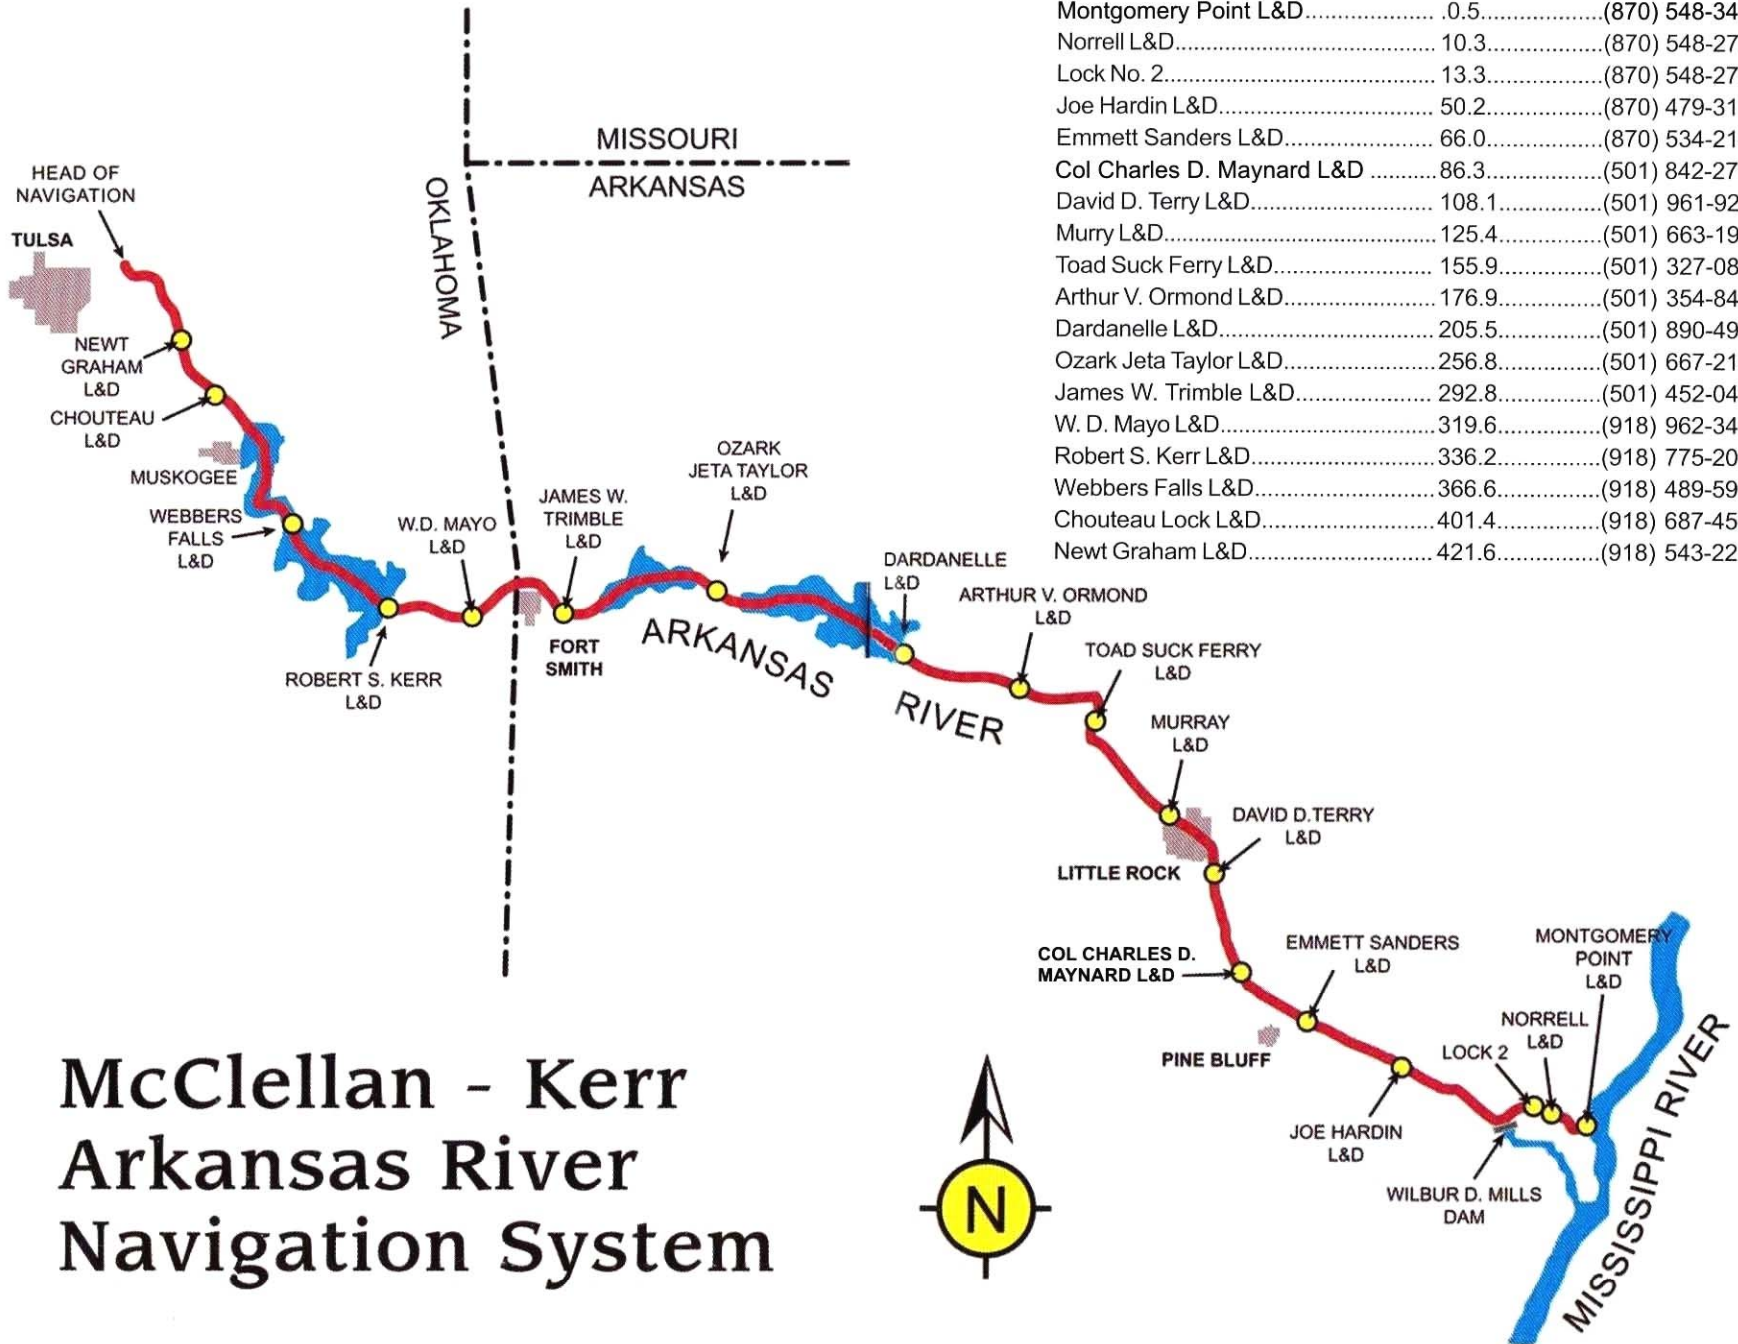 Montgomery Point L&D.................. .0.5.................(870) 548-34
Norrell L&D..................................... 10.3.................(870) 548-27
Lock No. 2....................................... 13.3.................(870) 548-27
Joe Hardin L&D............................... 50.2.................(870) 479-31
Emmett Sanders L&D..................... 66.0.................(870) 534-21
Col Charles D. Maynard L&D ......... 86.3.................(501) 842-27
David D. Terry L&D.......................... 108.1...............(501) 961-92
Murry L&D.......................................125.4...............(501) 663-19
Toad Suck Ferry L&D....................... 155.9...............(501) 327-08
Arthur V. Ormond L&D..................... 176.9...............(501) 354-84
Dardanelle L&D...............................205.5...............(501) 890-49
Ozark Jeta Taylor L&D.....................256.8...............(501) 667-21
James W. Trimble L&D................... 292.8...............(501) 452-04
W. D. Mayo L&D..............................319.6...............(918) 962-34
Robert S. Kerr L&D..........................336.2...............(918) 775-20
Webbers Falls L&D..........................366.6...............(918) 489-59
Chouteau Lock L&D........................401.4...............(918) 687-45
Newt Graham L&D..........................421.6...............(918) 543-22
MISSOURI
ARKANSAS
OKLAHOMA
HEAD OF
NAVIGATION
TULSA
NEWT
GRAHAM
L&D
CHOUTEAU
L&D
MUSKOGEE
WEBBERS
FALLS
L&D
ROBERT S. KERR
L&D
W.D. MAYO
L&D
JAMES W.
TRIMBLE
L&D
FORT
SMITH
OZARK
JETA TAYLOR
L&D
DARDANELLE
L&D
ARTHUR V. ORMOND
L&D
ARKANSAS RIVER
TOAD SUCK FERRY
L&D
MURRAY
L&D
DAVID D.TERRY
L&D
LITTLE ROCK
COL CHARLES D.
MAYNARD L&D
EMMETT SANDERS
L&D
PINE BLUFF
JOE HARDIN
L&D
MONTGOMERY
POINT
L&D
NORRELL
L&D
LOCK 2
WILBUR D. MILLS
DAM
MISSISSIPPI RIVER
McClellan - Kerr
Arkansas River
Navigation System
N